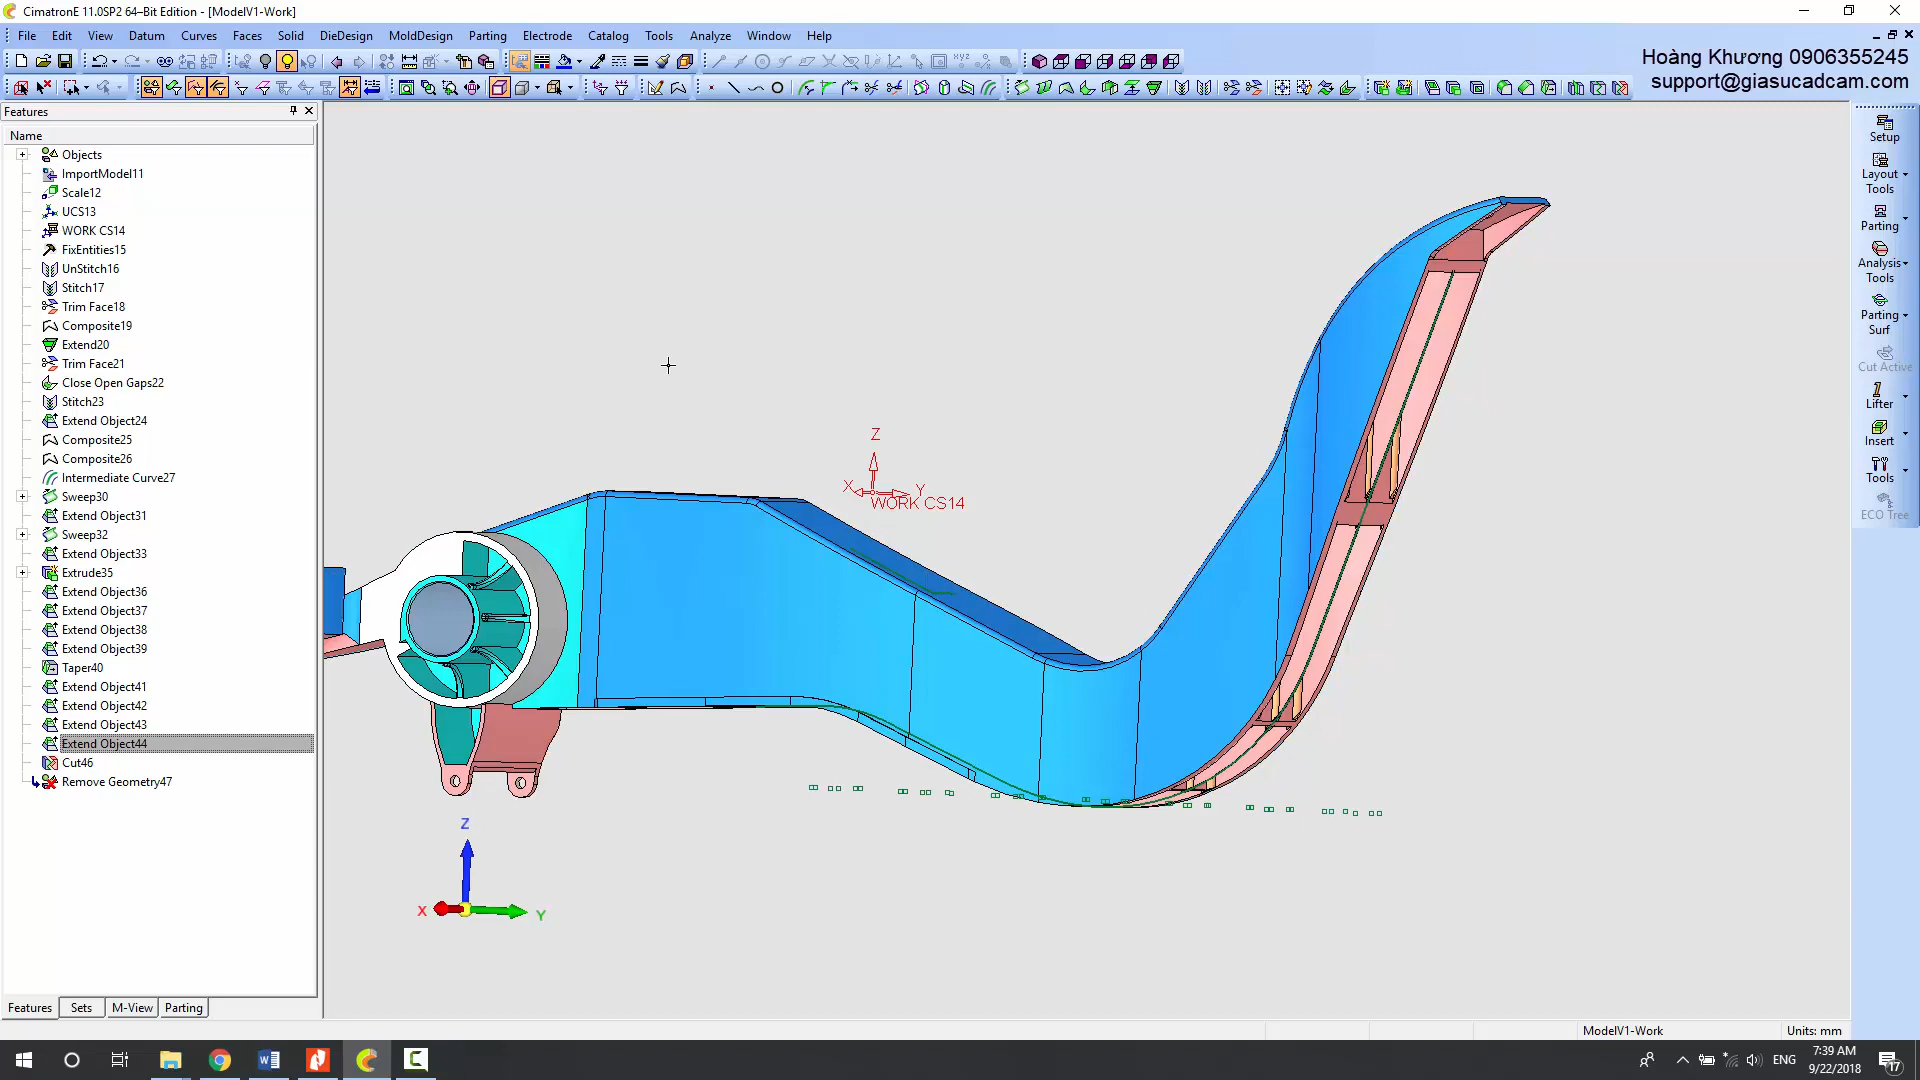 CimatronE 11.0SP2 64–Bit Edition - [ModelV1-Work]
File Edit View Datum Curves Faces Solid DieDesign MoldDesign Parting Electrode Catalog Tools Analyze Window Help
Hoàng Khương 0906355245
support@giasucadcam.com
Features
Name
Objects
ImportModel11
Scale12
UCS13
WORK CS14
FixEntities15
UnStitch16
Stitch17
Trim Face18
Composite19
Extend20
Trim Face21
Close Open Gaps22
Stitch23
Extend Object24
Composite25
Composite26
Intermediate Curve27
Sweep30
Extend Object31
Sweep32
Extend Object33
Extrude35
Extend Object36
Extend Object37
Extend Object38
Extend Object39
Taper40
Extend Object41
Extend Object42
Extend Object43
Extend Object44
Cut46
Remove Geometry47
Features Sets M-View Parting
Z
X Y
WORK CS14
Z
X Y
Setup
Layout
Tools
Parting
Analysis
Tools
Parting
Surf
Cut Active
Lifter
Insert
Tools
ECO Tree
ModelV1-Work Units: mm
ENG
7:39 AM
9/22/2018
17